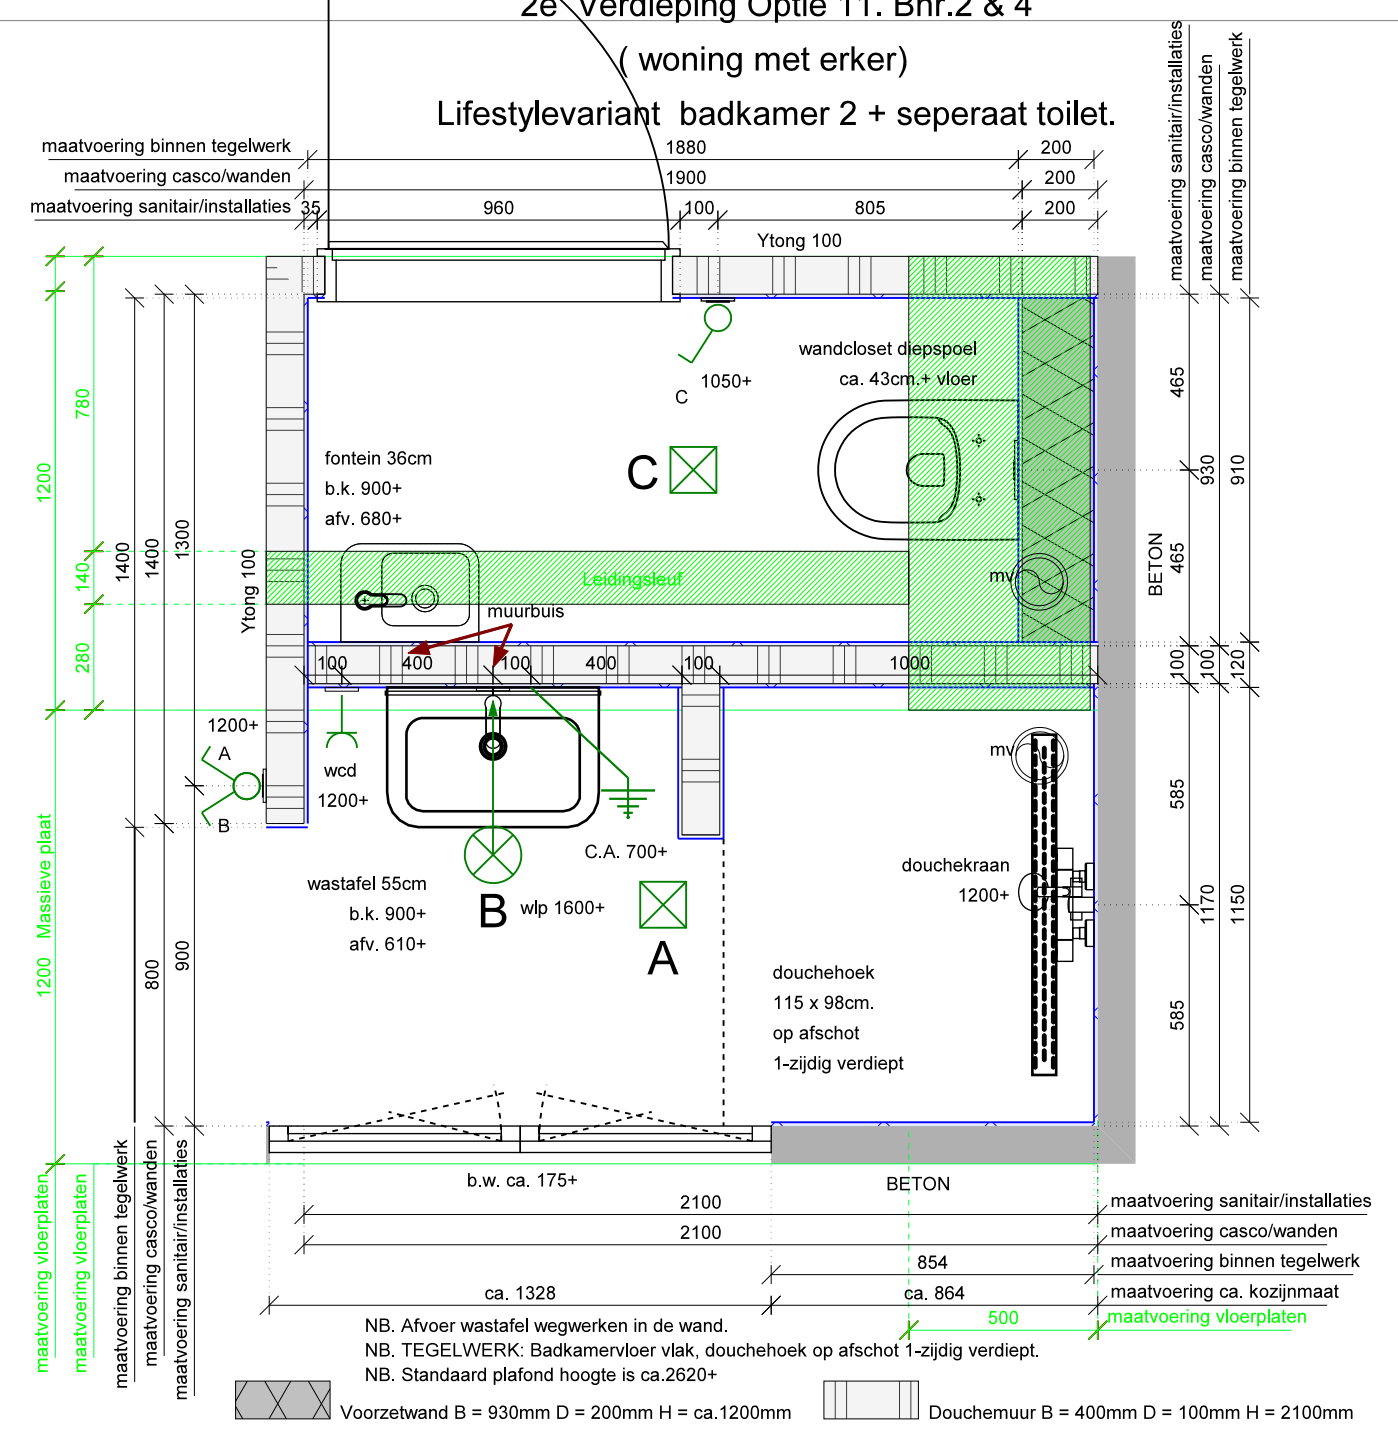 2e Verdieping Optie 11. Bnr.2 & 4
( woning met erker)
Lifestylevariant badkamer 2 + seperaat toilet.
maatvoering binnen tegelwerk
1880
200
maatvoering casco/wanden
1900
200
maatvoering sanitair/installaties
35
960
100
805
200
maatvoering sanitair/installaties
maatvoering casco/wanden
maatvoering binnen tegelwerk
Ytong 100
wandcloset diepspoel
ca. 43cm.+ vloer
1050+
C
C
fontein 36cm
b.k. 900+
afv. 680+
780
1200
140
280
1400
1400
1300
Ytong 100
Leidingsleuf
muurbuis
mv
BETON
465
465
930
910
100
100
120
100
400
100
400
100
1000
1200+
A
B
wcd
1200+
C.A. 700+
mv
douchekraan
1200+
585
585
1170
1150
wastafel 55cm
b.k. 900+
afv. 610+
B
wlp 1600+
A
douchehoek
115 x 98cm.
op afschot
1-zijdig verdiept
1200 Massieve plaat
800
900
b.w. ca. 175+
BETON
2100
maatvoering sanitair/installaties
2100
maatvoering casco/wanden
854
maatvoering binnen tegelwerk
ca. 1328
ca. 864
maatvoering ca. kozijnmaat
500
maatvoering vloerplaten
maatvoering vloerplaten
maatvoering vloerplaten
maatvoering binnen tegelwerk
maatvoering casco/wanden
maatvoering sanitair/installaties
NB. Afvoer wastafel wegwerken in de wand.
NB. TEGELWERK: Badkamervloer vlak, douchehoek op afschot 1-zijdig verdiept.
NB. Standaard plafond hoogte is ca.2620+
Voorzetwand B = 930mm D = 200mm H = ca.1200mm
Douchemuur B = 400mm D = 100mm H = 2100mm